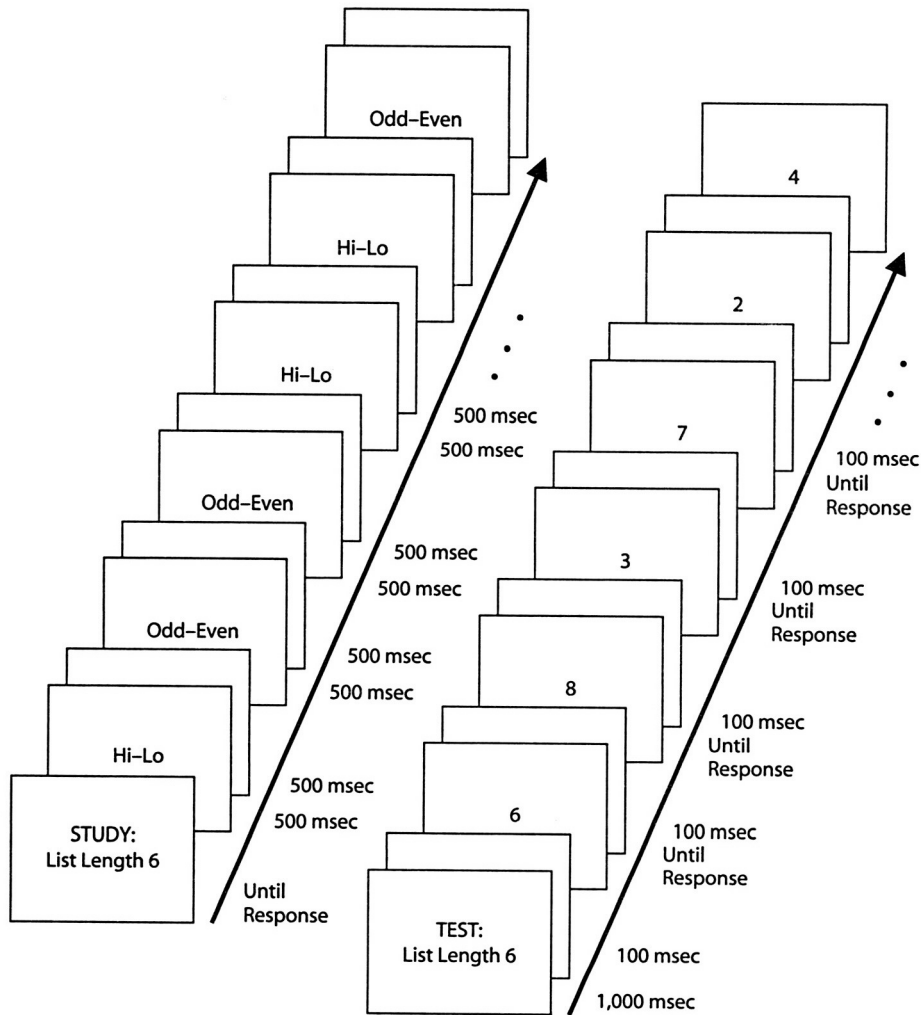 Odd–Even
Hi–Lo
Hi–Lo
Odd–Even
Odd–Even
Hi–Lo
STUDY:
List Length 6
500 msec
500 msec
500 msec
500 msec
500 msec
500 msec
500 msec
500 msec
Until
Response
4
2
7
3
8
6
TEST:
List Length 6
100 msec
Until
Response
100 msec
Until
Response
100 msec
Until
Response
100 msec
Until
Response
100 msec
1,000 msec